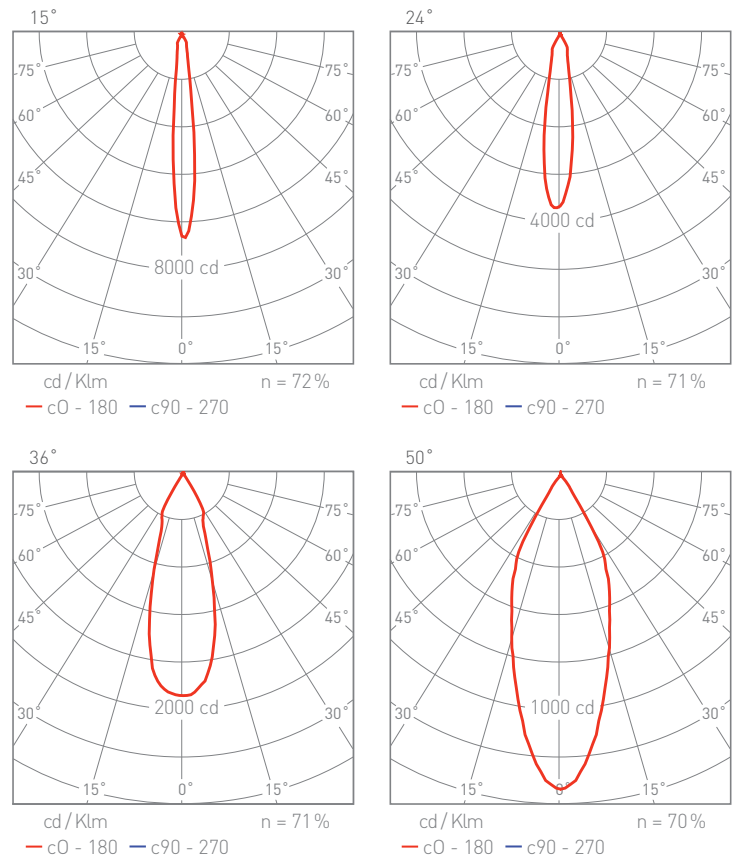 15°
75° 75°
60° 60°
45° 45°
8000 cd
30° 30°
15° 0° 15°
cd/Klm n = 72%
cO - 180 c90 - 270
24°
75° 75°
60° 60°
45° 45°
4000 cd
30° 30°
15° 0° 15°
cd/Klm n = 71%
cO - 180 c90 - 270
36°
75° 75°
60° 60°
45° 45°
2000 cd
30° 30°
15° 0° 15°
cd/Klm n = 71%
cO - 180 c90 - 270
50°
75° 75°
60° 60°
45° 45°
1000 cd
30° 30°
15° 0° 15°
cd/Klm n = 70%
cO - 180 c90 - 270